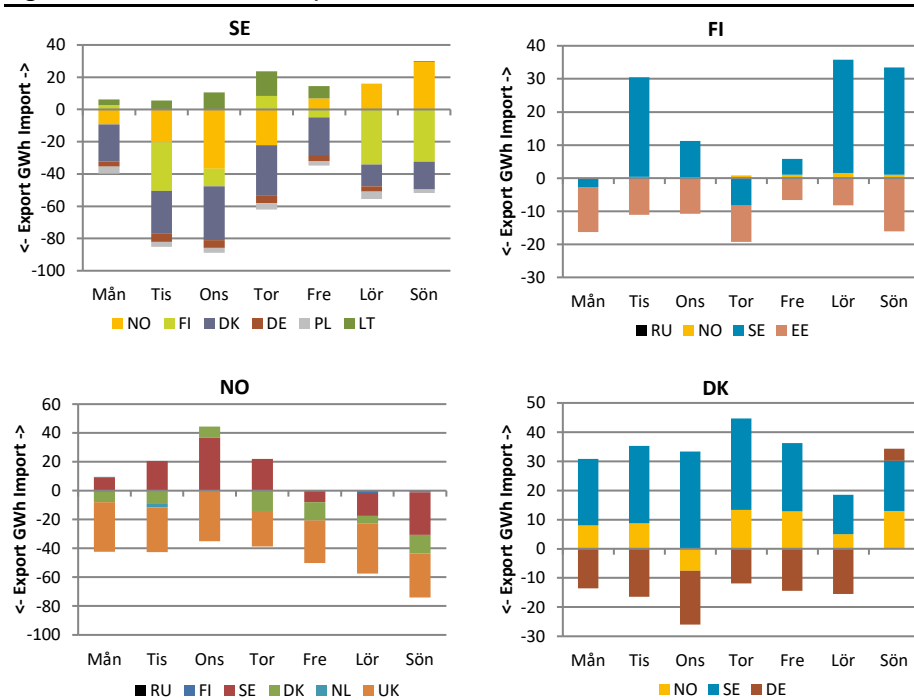 SE
<- Export GWh Import ->
40
20
0
-20
-40
-60
-80
-100
Mån Tis Ons Tor Fre Lör Sön
NO FI DK DE PL LT
FI
<- Export GWh Import ->
40
30
20
10
0
-10
-20
-30
Mån Tis Ons Tor Fre Lör Sön
RU NO SE EE
NO
<- Export GWh Import ->
60
40
20
0
-20
-40
-60
-80
-100
Mån Tis Ons Tor Fre Lör Sön
RU FI SE DK NL UK
DK
<- Export GWh Import ->
50
40
30
20
10
0
-10
-20
-30
Mån Tis Ons Tor Fre Lör Sön
NO SE DE